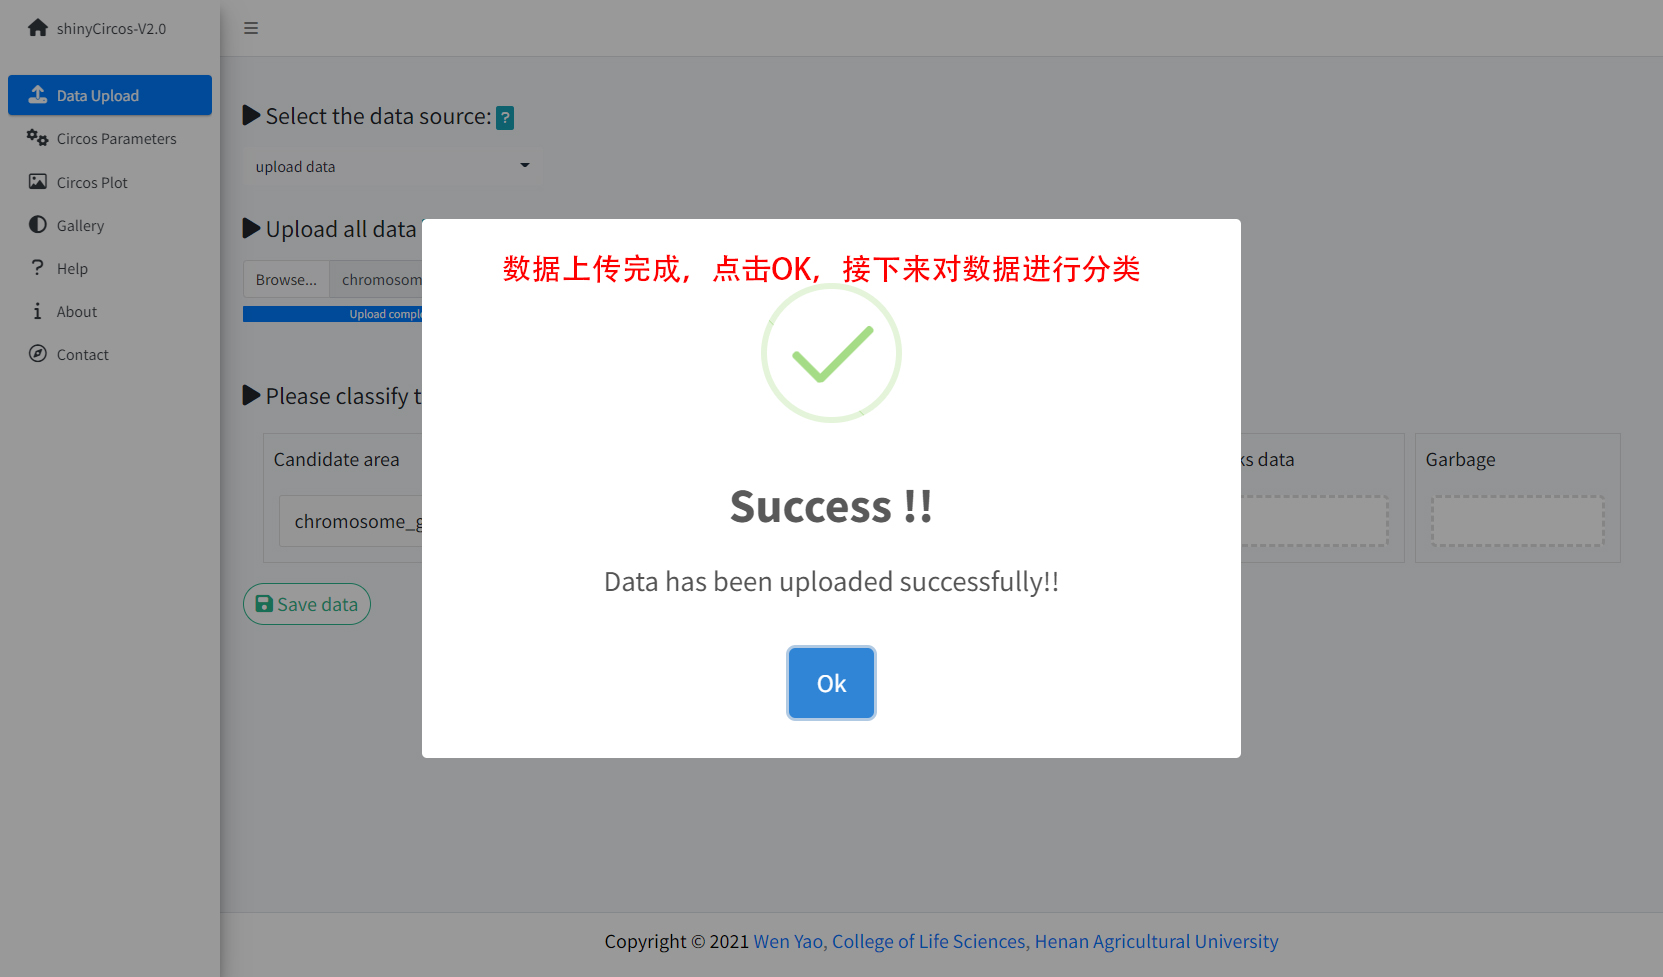 shinyCircos-V2.0
Data Upload
Circos Parameters
Circos Plot
Gallery
Help
About
Contact
Select the data source: ?
upload data
Upload all data
Browse...
Upload
Please classify
Candidate area
data
Garbage
Save data
数据上传完成，点击OK，接下来对数据进行分类
Success !!
Data has been uploaded successfully!!
Ok
Copyright © 2021 Wen Yao, College of Life Sciences, Henan Agricultural University